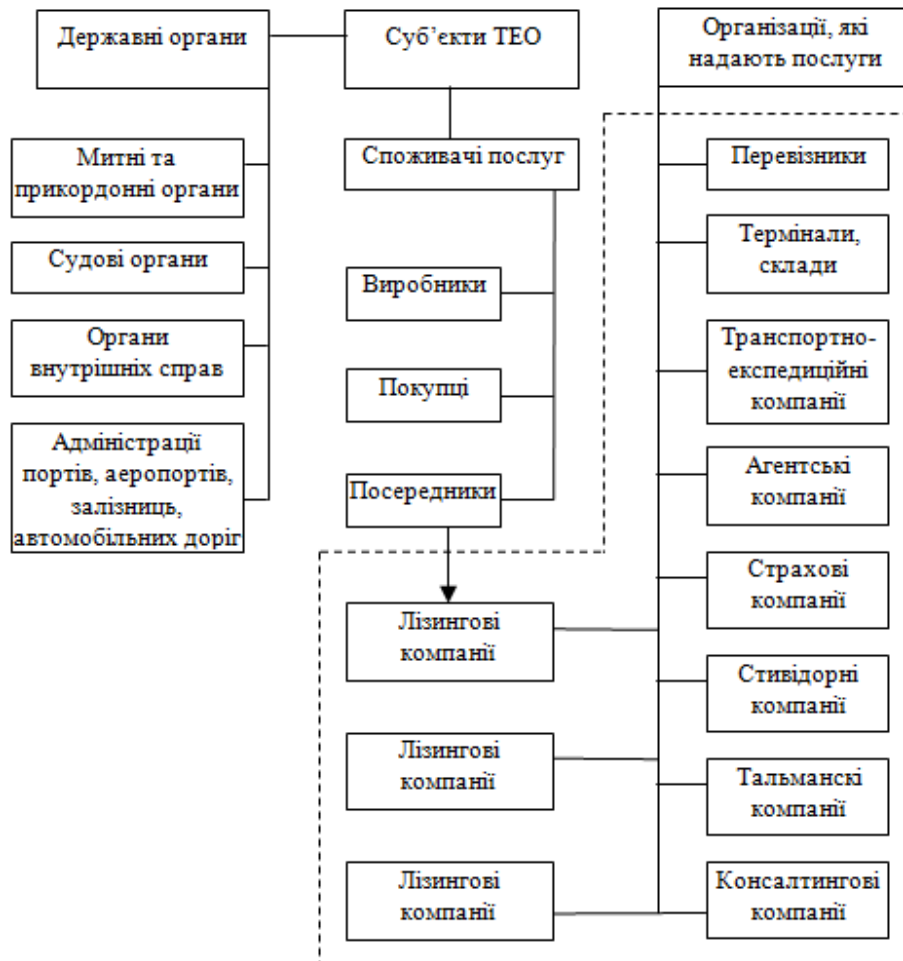 Державні органи
Суб’єкти ТЕО
Організації, які
надають послуги
Митні та
прикордонні органи
Судові органи
Органи
внутрішніх справ
Адміністрації
портів, аеропортів,
залізниць,
автомобільних доріг
Споживачі послуг
Виробники
Покупці
Посередники
Лізингові
компанії
Лізингові
компанії
Лізингові
компанії
Перевізники
Термінали,
склади
Транспортно-
експедиційні
компанії
Агентські
компанії
Страхові
компанії
Стивідорні
компанії
Тальманскі
компанії
Консалтингові
компанії